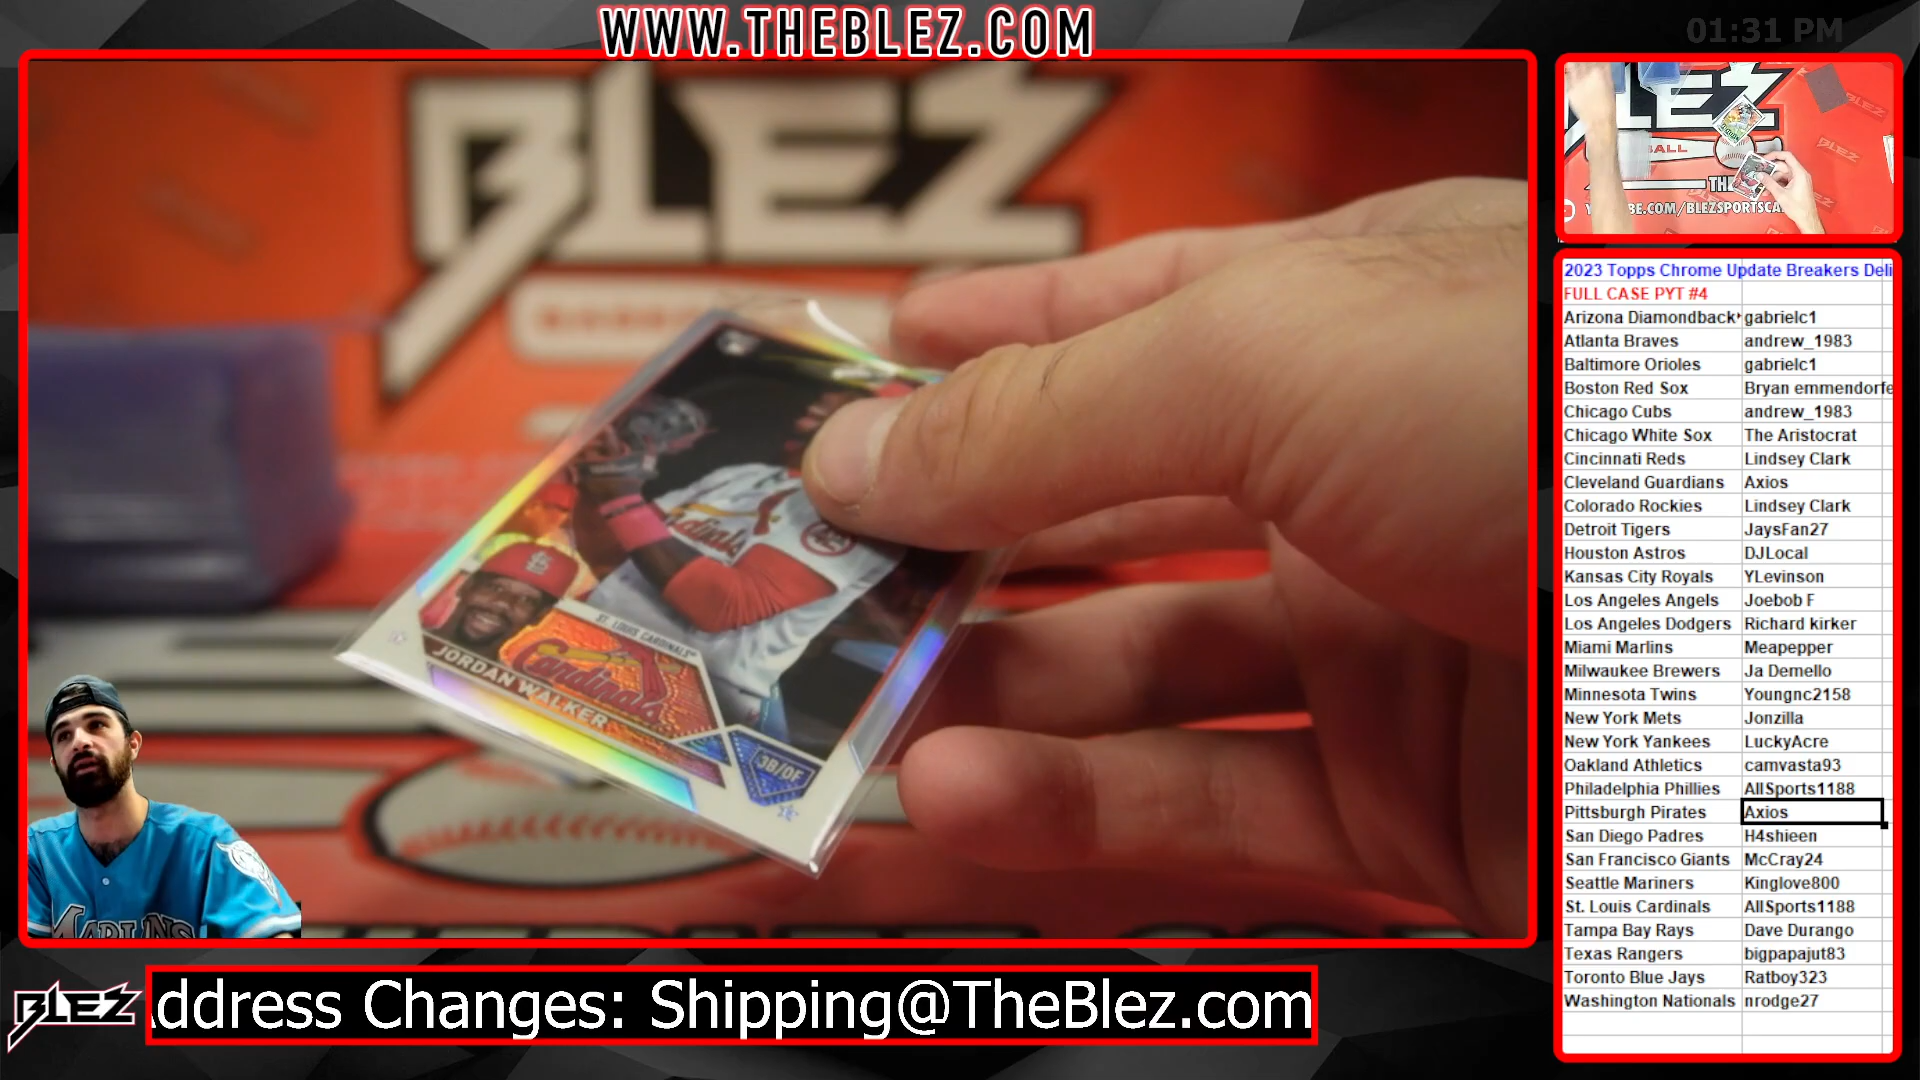 WWW.THEBLEZ.COM
01:31 PM
BLEZ
BLEZ
BALL
BLEZ
ST. LOUIS CARDINALS
Cardinals
JORDAN WALKER
3B/OF
MARLINS
2023 Topps Chrome Update Breakers Deli
FULL CASE PYT #4
Arizona Diamondback gabrielc1
Atlanta Braves andrew_1983
Baltimore Orioles gabrielc1
Boston Red Sox Bryan emmendorfe
Chicago Cubs andrew_1983
Chicago White Sox The Aristocrat
Cincinnati Reds Lindsey Clark
Cleveland Guardians Axios
Colorado Rockies Lindsey Clark
Detroit Tigers JaysFan27
Houston Astros DJLocal
Kansas City Royals YLevinson
Los Angeles Angels Joebob F
Los Angeles Dodgers Richard kirker
Miami Marlins Meapepper
Milwaukee Brewers Ja Demello
Minnesota Twins Youngnc2158
New York Mets Jonzilla
New York Yankees LuckyAcre
Oakland Athletics camvasta93
Philadelphia Phillies AllSports1188
Pittsburgh Pirates Axios
San Diego Padres H4shieen
San Francisco Giants McCray24
Seattle Mariners Kinglove800
St. Louis Cardinals AllSports1188
Tampa Bay Rays Dave Durango
Texas Rangers bigpapajut83
Toronto Blue Jays Ratboy323
Washington Nationals nrodge27
BLEZ
ddress Changes: Shipping@TheBlez.com